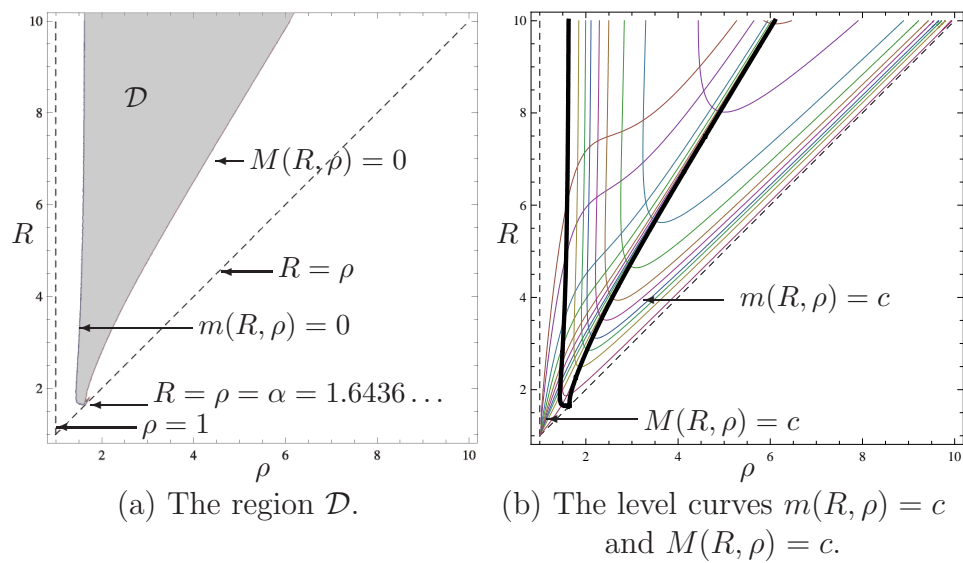 10
8
6
4
2
R
𝒟
M(R, ρ) = 0
R = ρ
m(R, ρ) = 0
R = ρ = α = 1.6436...
ρ = 1
2 4 6 8 10
ρ
(a) The region 𝒟.
10
8
6
4
2
R
m(R, ρ) = c
M(R, ρ) = c
2 4 6 8 10
ρ
(b) The level curves m(R, ρ) = c
and M(R, ρ) = c.